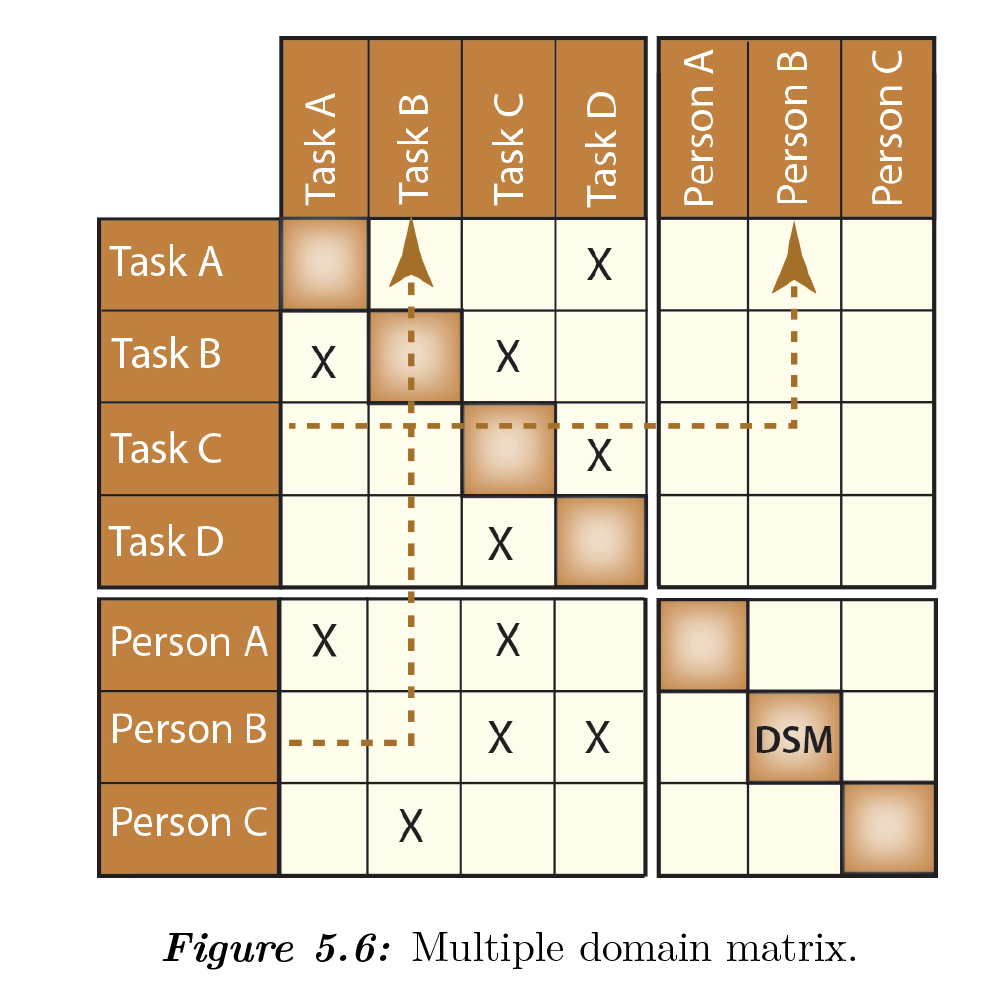 Task A Task B Task C Task D Person A Person B Person C
Task A X
Task B X X
Task C X
Task D X
Person A X X
Person B X X DSM
Person C X
Figure 5.6: Multiple domain matrix.